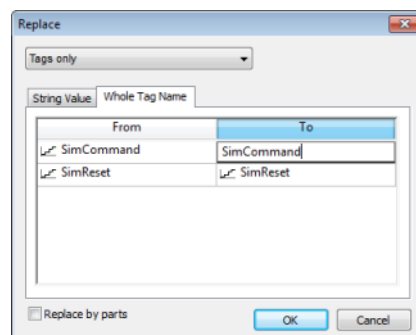 Replace
Tags only
String Value Whole Tag Name
From To
SimCommand SimCommand
SimReset SimReset
Replace by parts OK Cancel